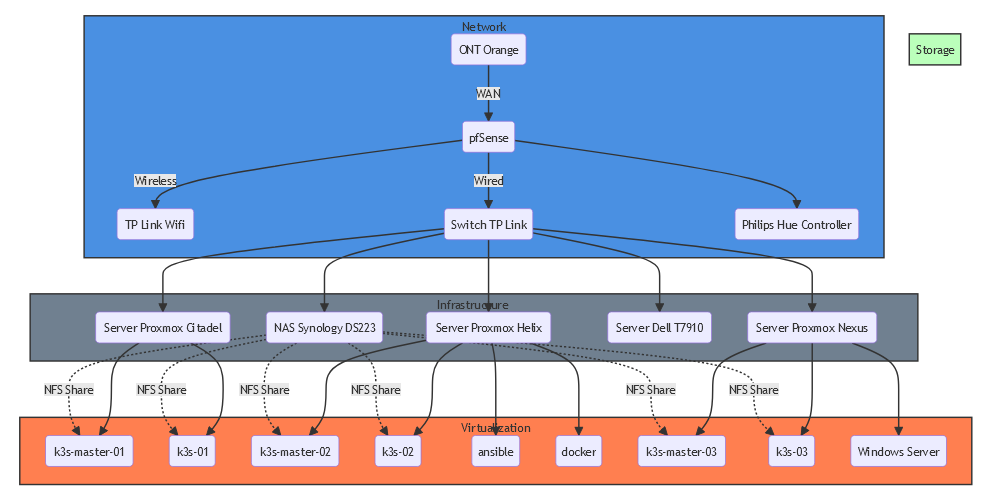 Network
ONT Orange
Storage
WAN
pfSense
Wireless
Wired
TP Link Wifi
Switch TP Link
Philips Hue Controller
Infrastructure
Server Proxmox Citadel
NAS Synology DS223
Server Proxmox Helix
Server Dell T7910
Server Proxmox Nexus
NFS Share
NFS Share
NFS Share
NFS Share
NFS Share
NFS Share
Virtualization
k3s-master-01
k3s-01
k3s-master-02
k3s-02
ansible
docker
k3s-master-03
k3s-03
Windows Server